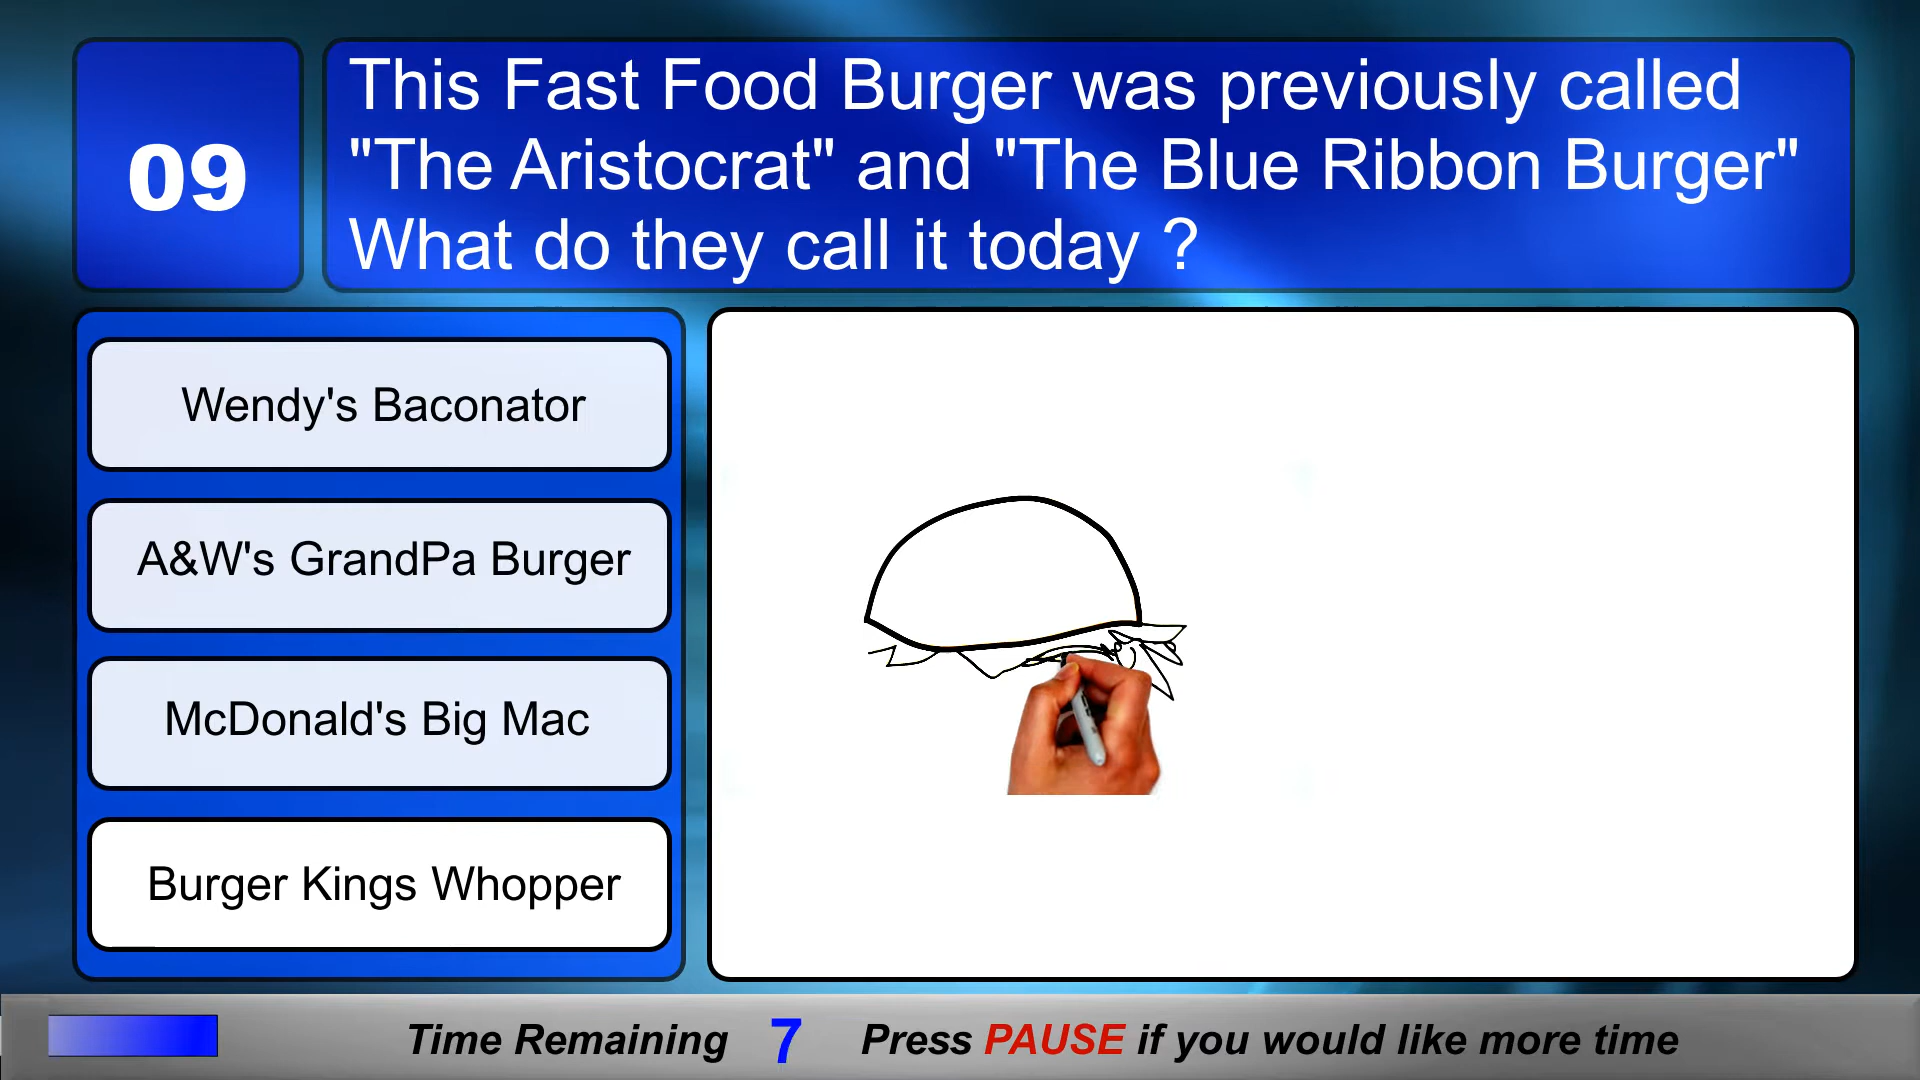 09
This Fast Food Burger was previously called
"The Aristocrat" and "The Blue Ribbon Burger"
What do they call it today ?
Wendy's Baconator
A&W's GrandPa Burger
McDonald's Big Mac
Burger Kings Whopper
Time Remaining 7 Press PAUSE if you would like more time